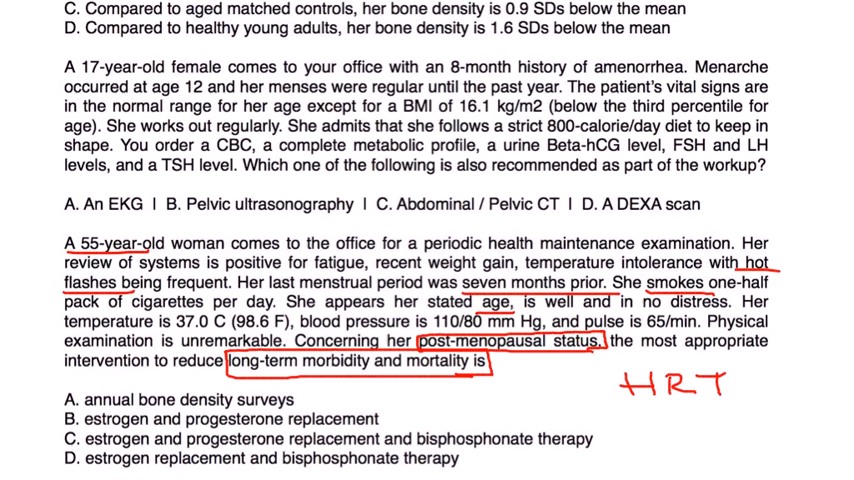 C. Compared to aged matched controls, her bone density is 0.9 SDs below the mean
D. Compared to healthy young adults, her bone density is 1.6 SDs below the mean
A 17-year-old female comes to your office with an 8-month history of amenorrhea. Menarche
occurred at age 12 and her menses were regular until the past year. The patient's vital signs are
in the normal range for her age except for a BMI of 16.1 kg/m2 (below the third percentile for
age). She works out regularly. She admits that she follows a strict 800-calorie/day diet to keep in
shape. You order a CBC, a complete metabolic profile, a urine Beta-hCG level, FSH and LH
levels, and a TSH level. Which one of the following is also recommended as part of the workup?
A. An EKG | B. Pelvic ultrasonography | C. Abdominal / Pelvic CT | D. A DEXA scan
A 55-year-old woman comes to the office for a periodic health maintenance examination. Her
review of systems is positive for fatigue, recent weight gain, temperature intolerance with hot
flashes being frequent. Her last menstrual period was seven months prior. She smokes one-half
pack of cigarettes per day. She appears her stated age, is well and in no distress. Her
temperature is 37.0 C (98.6 F), blood pressure is 110/80 mm Hg, and pulse is 65/min. Physical
examination is unremarkable. Concerning her post-menopausal status, the most appropriate
intervention to reduce long-term morbidity and mortality is
HRT
A. annual bone density surveys
B. estrogen and progesterone replacement
C. estrogen and progesterone replacement and bisphosphonate therapy
D. estrogen replacement and bisphosphonate therapy